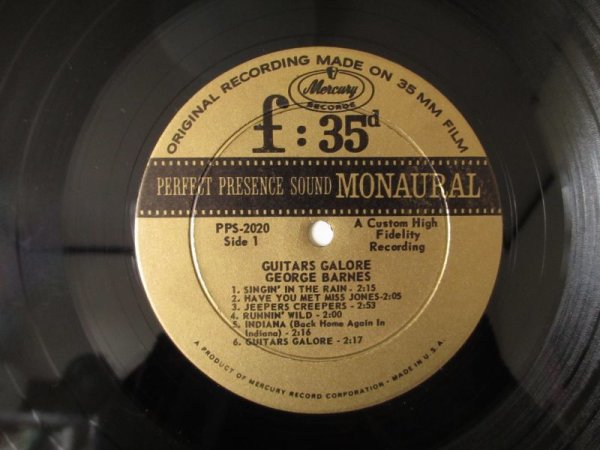 ORIGINAL RECORDING MADE ON 35 MM FILM
Mercury
RECORDS
f:35d
PERFECT PRESENCE SOUND MONAURAL
PPS-2020
Side 1
A Custom High
Fidelity
Recording
GUITARS GALORE
GEORGE BARNES
1. SINGIN' IN THE RAIN - 2:15
2. HAVE YOU MET MISS JONES-2:05
3. JEEPERS CREEPERS - 2:53
4. RUNNIN' WILD - 2:00
5. INDIANA (Back Home Again In
Indiana) - 2:16
6. GUITARS GALORE - 2:17
A PRODUCT OF MERCURY RECORD CORPORATION · MADE IN U.S.A.